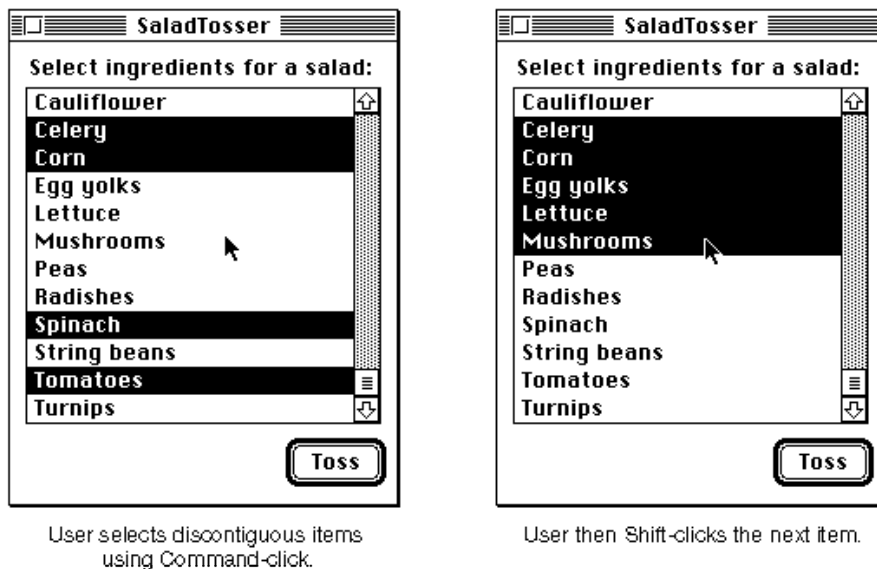 SaladTosser
Select ingredients for a salad:
Cauliflower
Celery
Corn
Egg yolks
Lettuce
Mushrooms
Peas
Radishes
Spinach
String beans
Tomatoes
Turnips
Toss
User selects discontiguous items
using Command-click.
SaladTosser
Select ingredients for a salad:
Cauliflower
Celery
Corn
Egg yolks
Lettuce
Mushrooms
Peas
Radishes
Spinach
String beans
Tomatoes
Turnips
Toss
User then Shift-clicks the next item.